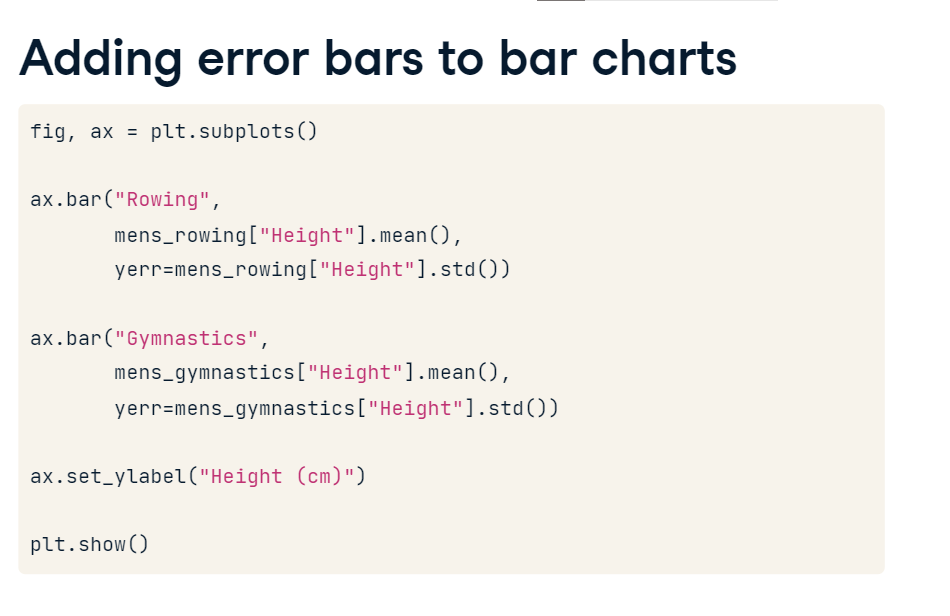 Adding error bars to bar charts
fig, ax = plt.subplots()
ax.bar("Rowing",
mens_rowing["Height"].mean(),
yerr=mens_rowing["Height"].std())
ax.bar("Gymnastics",
mens_gymnastics["Height"].mean(),
yerr=mens_gymnastics["Height"].std())
ax.set_ylabel("Height (cm)")
plt.show()